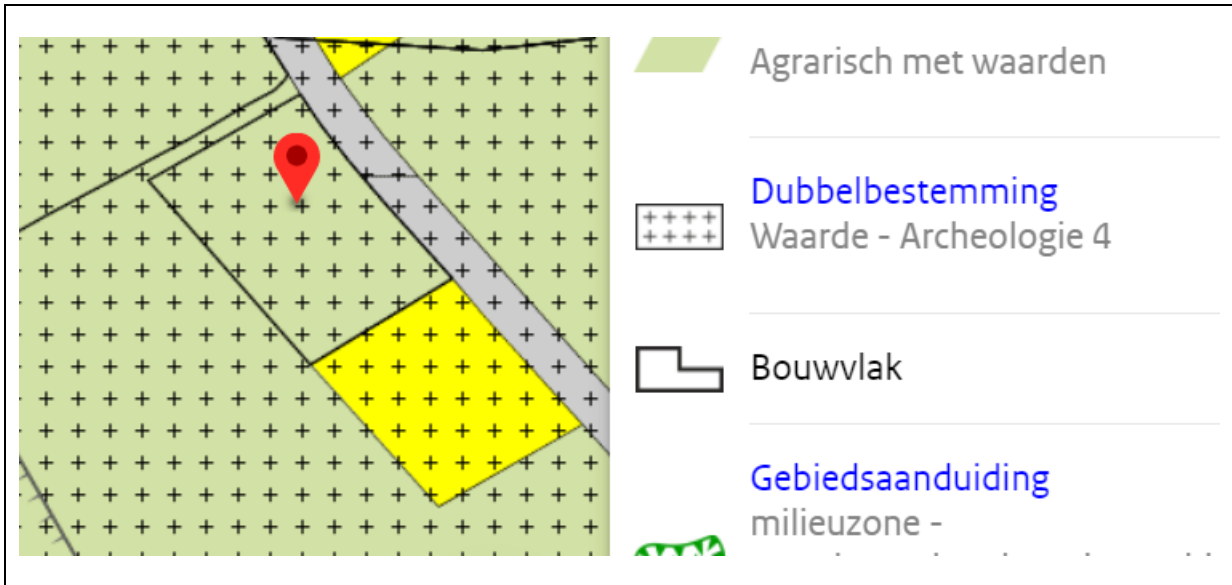 Agrarisch met waarden
Dubbelbestemming
Waarde - Archeologie 4
Bouwvlak
Gebiedsaanduiding
milieuzone -